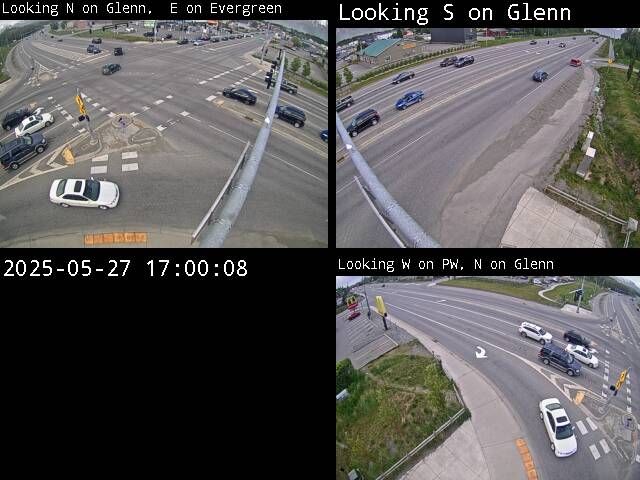 Looking N on Glenn, E on Evergreen
Looking S on Glenn
2025-05-27 17:00:08
Looking W on PW, N on Glenn